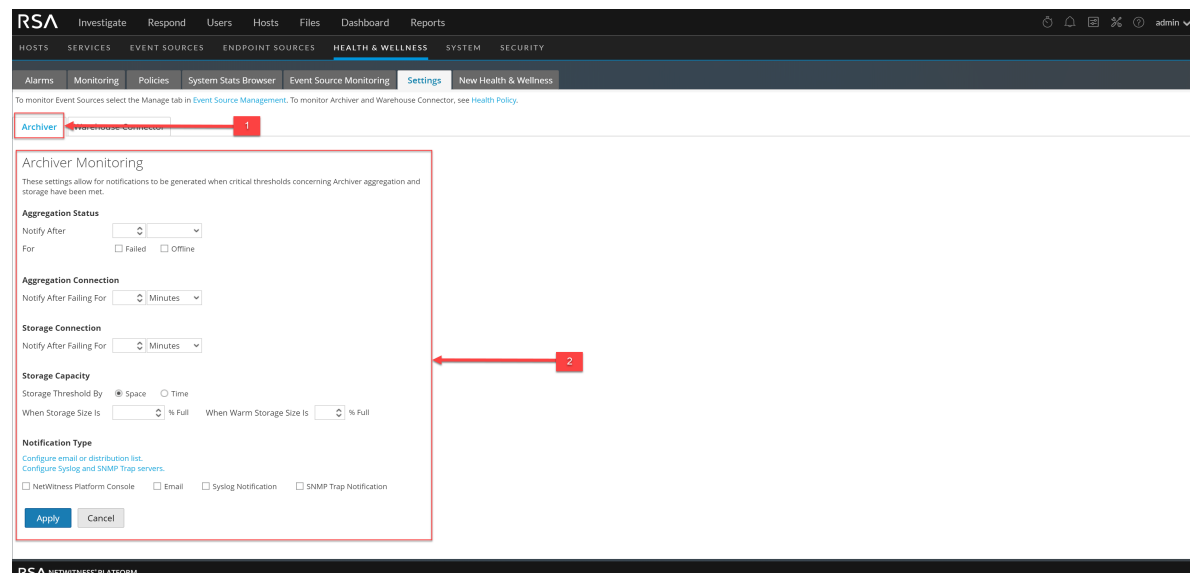 RSA Investigate Respond Users Hosts Files Dashboard Reports admin
HOSTS SERVICES EVENT SOURCES ENDPOINT SOURCES HEALTH & WELLNESS SYSTEM SECURITY
Alarms Monitoring Policies System Stats Browser Event Source Monitoring Settings New Health & Wellness
To monitor Event Sources select the Manage tab in Event Source Management. To monitor Archiver and Warehouse Connector, see Health Policy.
Archiver Warehouse Connector 1
Archiver Monitoring
These settings allow for notifications to be generated when critical thresholds concerning Archiver aggregation and
storage have been met.
Aggregation Status
Notify After
For Failed Offline
Aggregation Connection
Notify After Failing For Minutes
Storage Connection
Notify After Failing For Minutes
2
Storage Capacity
Storage Threshold By Space Time
When Storage Size Is % Full When Warm Storage Size Is % Full
Notification Type
Configure email or distribution list.
Configure Syslog and SNMP Trap servers.
NetWitness Platform Console Email Syslog Notification SNMP Trap Notification
Apply Cancel
RSA NETWITNESS PLATFORM